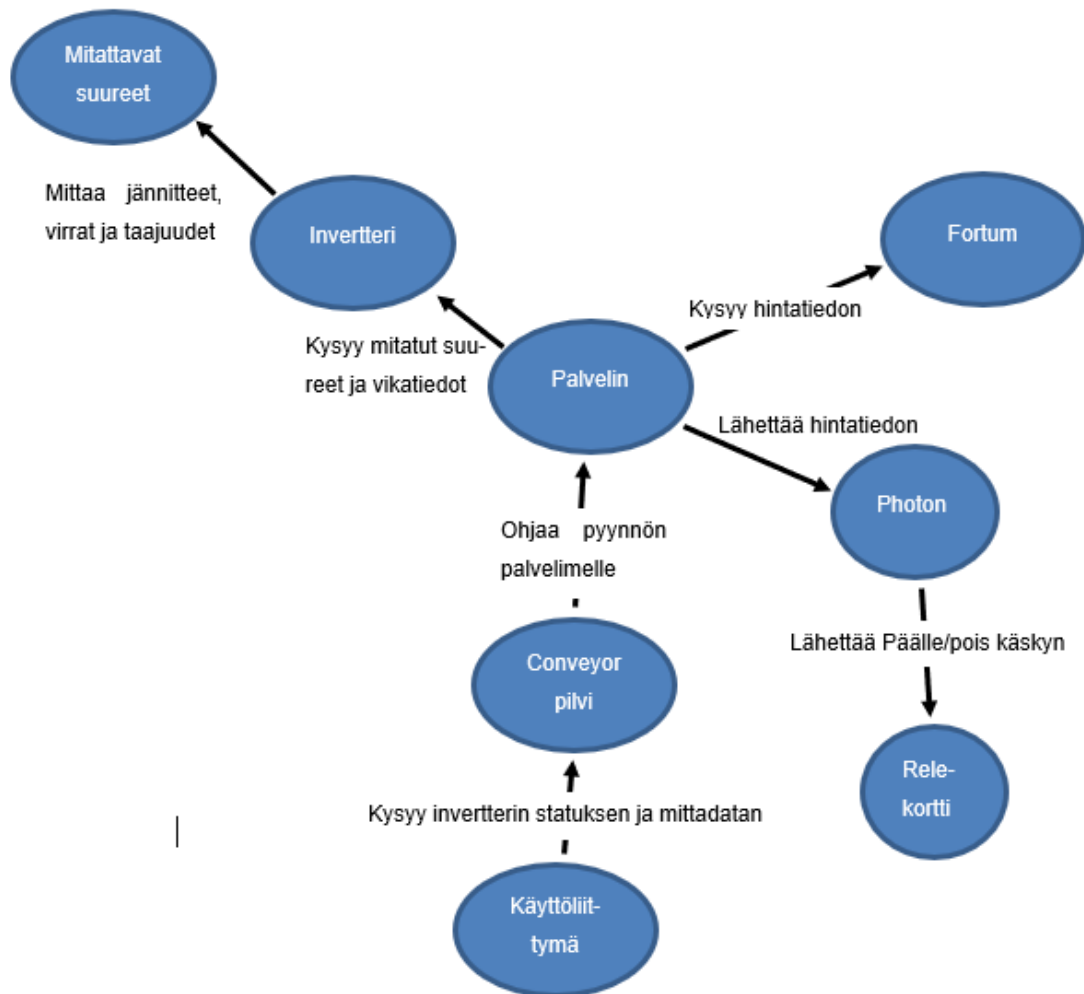 Mitattavat
suureet
Mittaa jännitteet,
virrat ja taajuudet
Invertteri
Fortum
Kysyy hintatiedon
Kysyy mitatut suu-
reet ja vikatiedot
Palvelin
Lähettää hintatiedon
Photon
Ohjaa pyynnön
palvelimelle
Lähettää Päälle/pois käskyn
Conveyor
pilvi
Rele-
kortti
Kysyy invertterin statuksen ja mittadatan
Käyttöliit-
tymä